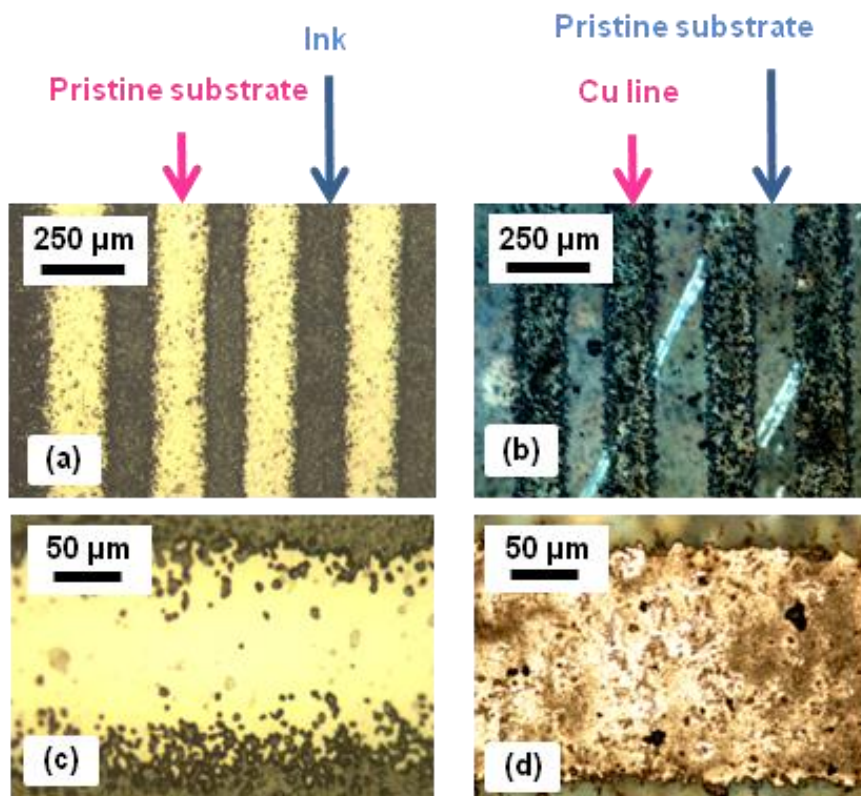 Ink
Pristine substrate
Pristine substrate
Cu line
250 µm
(a)
250 µm
(b)
50 µm
(c)
50 µm
(d)